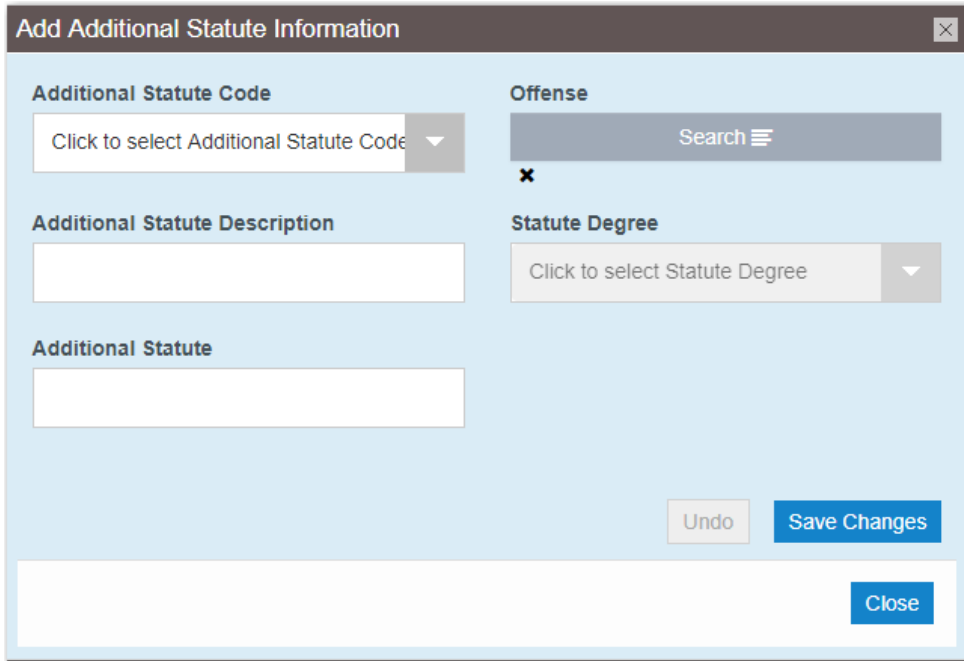 Add Additional Statute Information
Additional Statute Code
Offense
Click to select Additional Statute Code
Search
Additional Statute Description
Statute Degree
Click to select Statute Degree
Additional Statute
Undo
Save Changes
Close